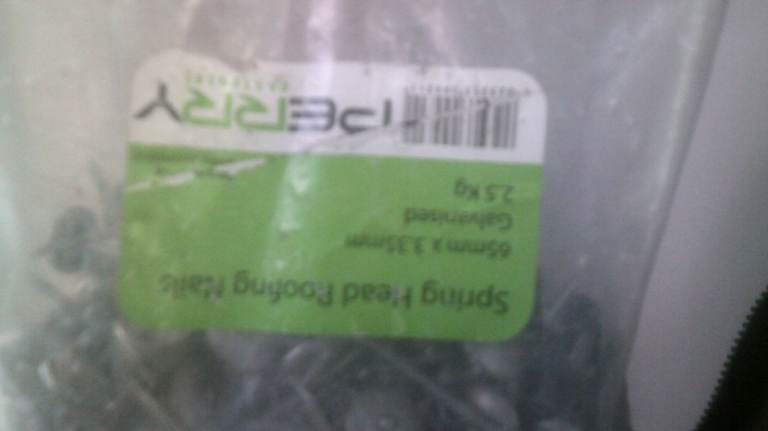 Spring Head Roofing Nails
65mm x 3.35mm
Galvanised
2.5 Kg
PERRY